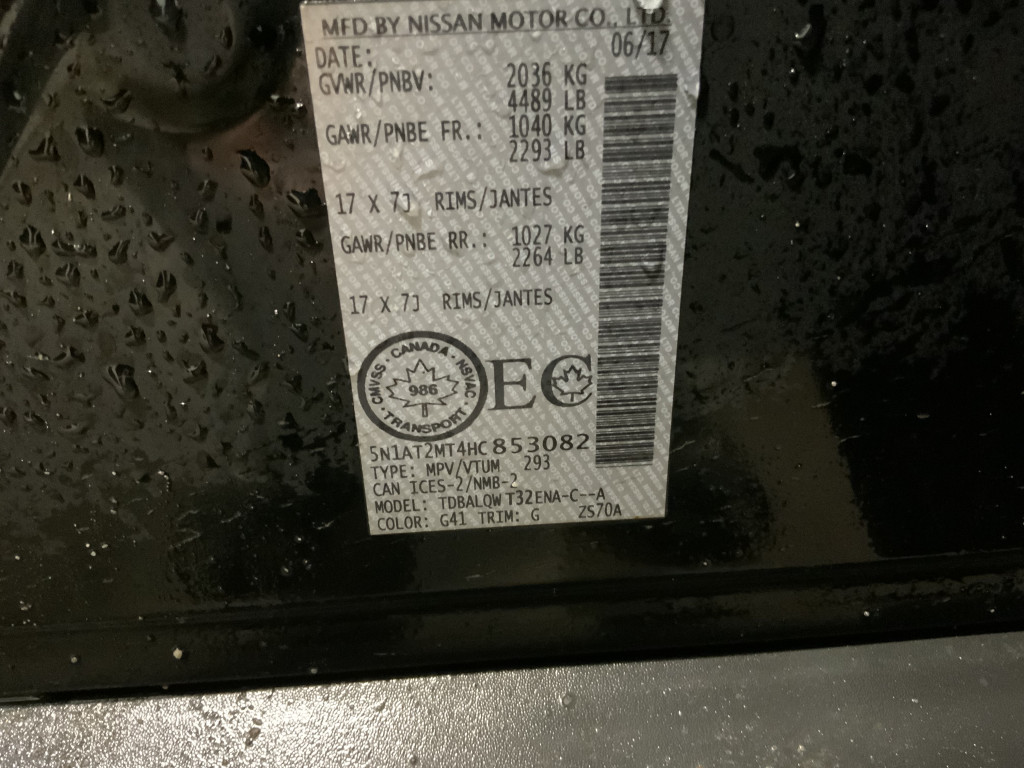 MFD BY NISSAN MOTOR CO., LTD.
DATE: 06/17
GVWR/PNBV: 2036 KG
4489 LB
GAWR/PNBE FR.: 1040 KG
2293 LB
17 X 7J RIMS/JANTES
GAWR/PNBE RR.: 1027 KG
2264 LB
17 X 7J RIMS/JANTES
CANADA · NSVAC · TRANSPORT · CMVSS ·
986
EC
5N1AT2MT4HC853082
TYPE: MPV/VTUM 293
CAN ICES-2/NMB-2
MODEL: TDBALQW T32ENA-C--A
COLOR: G41 TRIM: G ZS70A